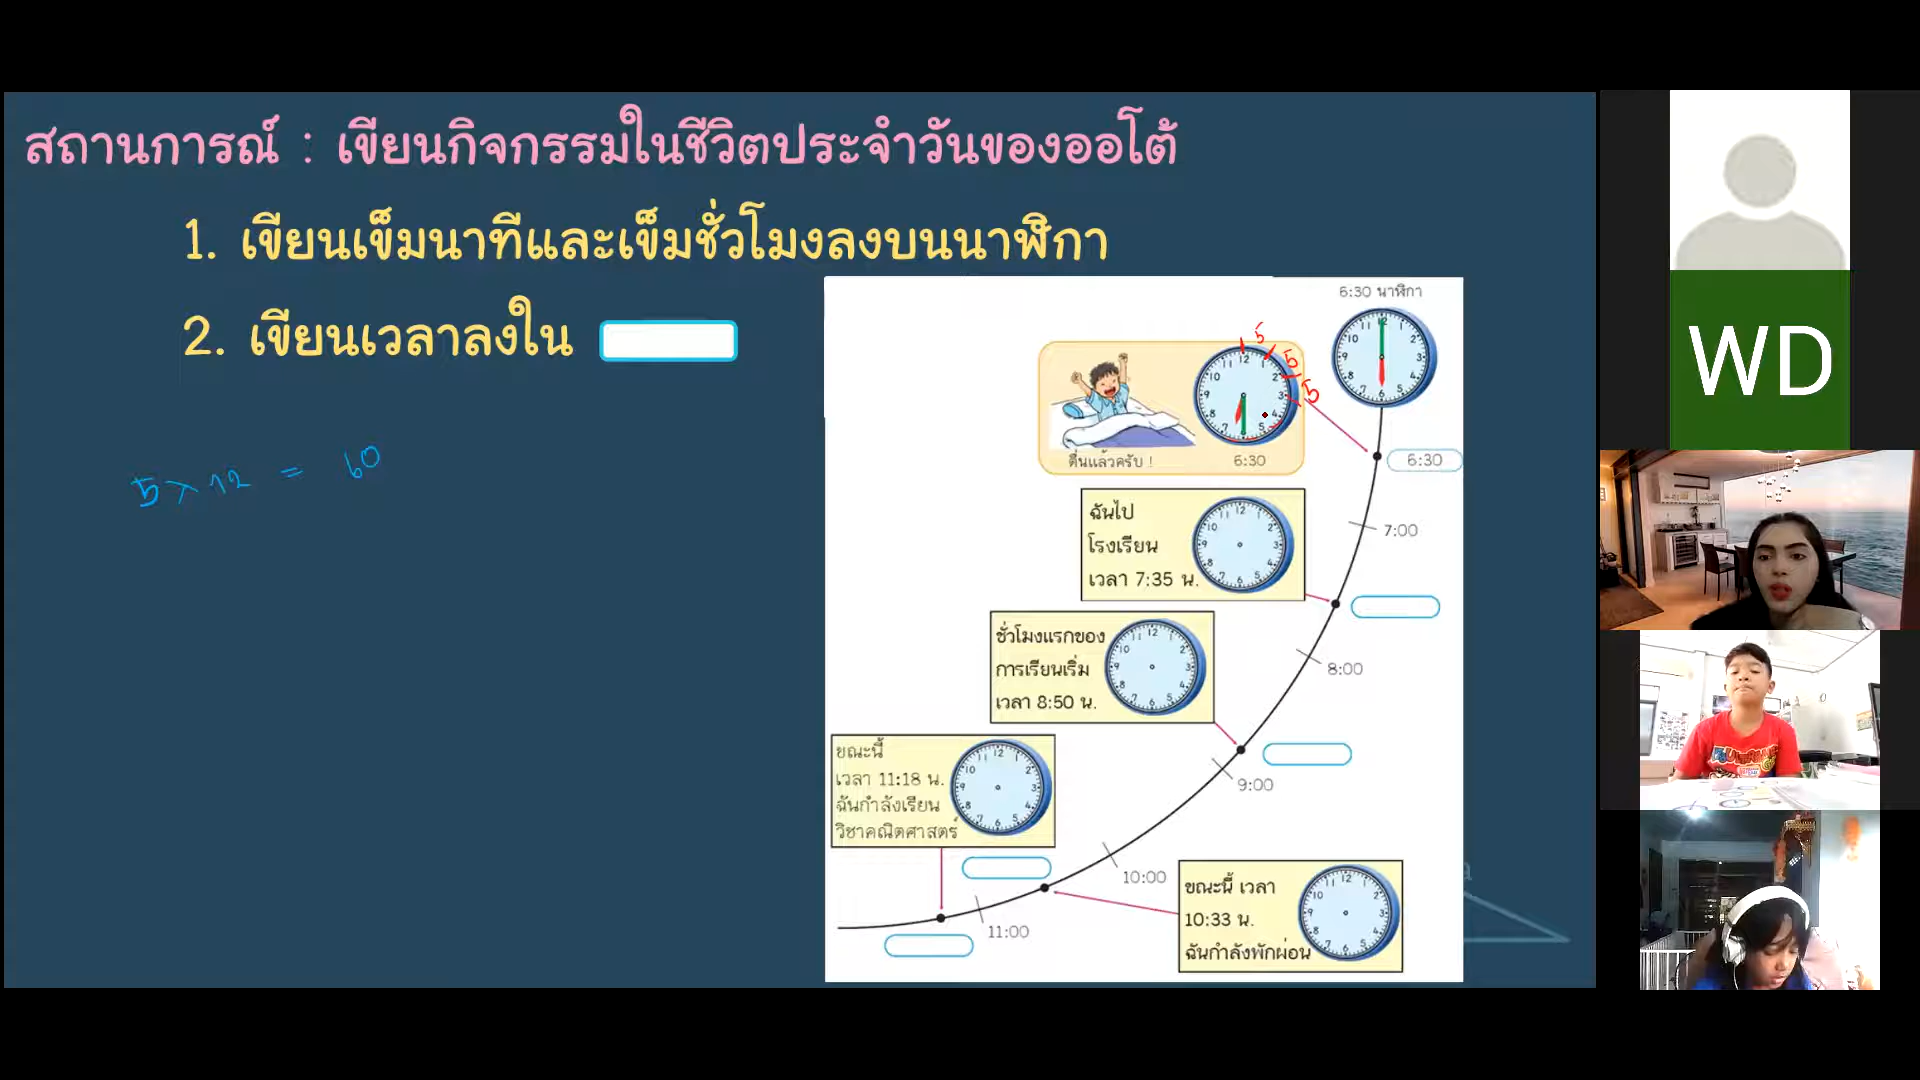 สถานการณ์ : เขียนกิจกรรมในชีวิตประจำวันของออโต้
1. เขียนเข็มนาทีและเข็มชั่วโมงลงบนนาฬิกา
2. เขียนเวลาลงใน
5 × 12 = 60
6:30 นาฬิกา
5
5
5
ตื่นแล้วครับ !
6:30
6:30
7:00
ฉันไป
โรงเรียน
เวลา 7:35 น.
8:00
ชั่วโมงแรกของ
การเรียนเริ่ม
เวลา 8:50 น.
9:00
ขณะนี้
เวลา 11:18 น.
ฉันกำลังเรียน
วิชาคณิตศาสตร์
10:00
ขณะนี้ เวลา
10:33 น.
ฉันกำลังพักผ่อน
11:00
WD